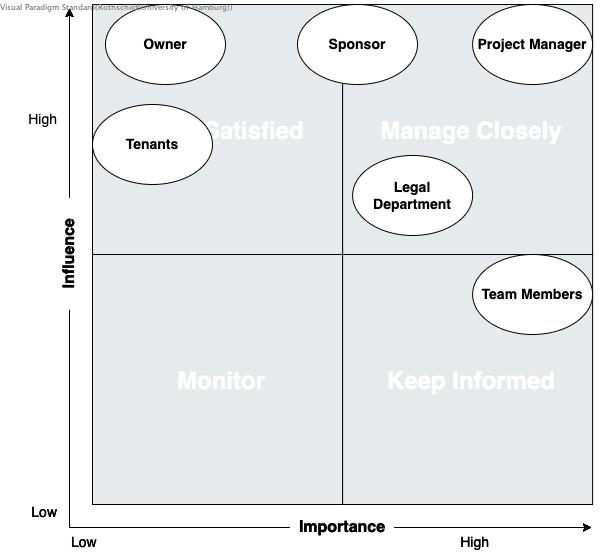 Visual Paradigm Standard(Rothschild(University of Hamburg))
Owner
Sponsor
Project Manager
High
Satisfied
Manage Closely
Tenants
Legal
Department
Influence
Team Members
Monitor
Keep Informed
Low
Importance
Low
High